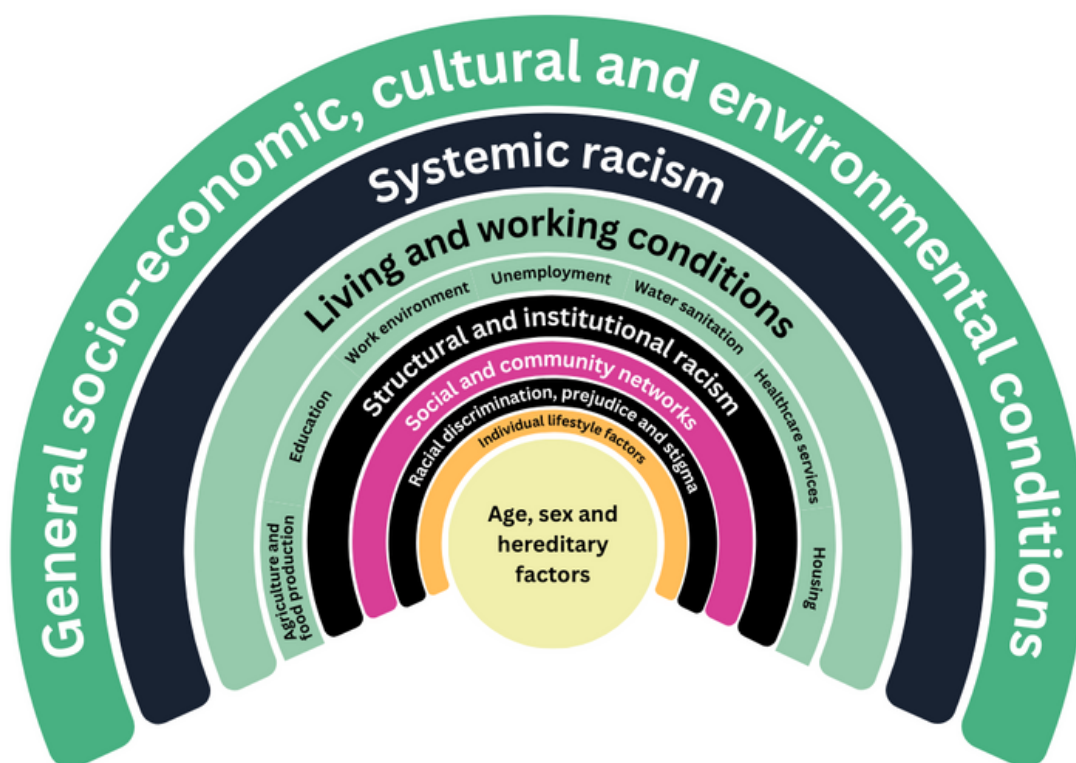 General socio-economic, cultural and environmental conditions
Systemic racism
Living and working conditions
Agriculture and
food production
Education
Work environment
Unemployment
Water sanitation
Healthcare services
Housing
Structural and institutional racism
Social and community networks
Racial discrimination, prejudice and stigma
Individual lifestyle factors
Age, sex and
hereditary
factors